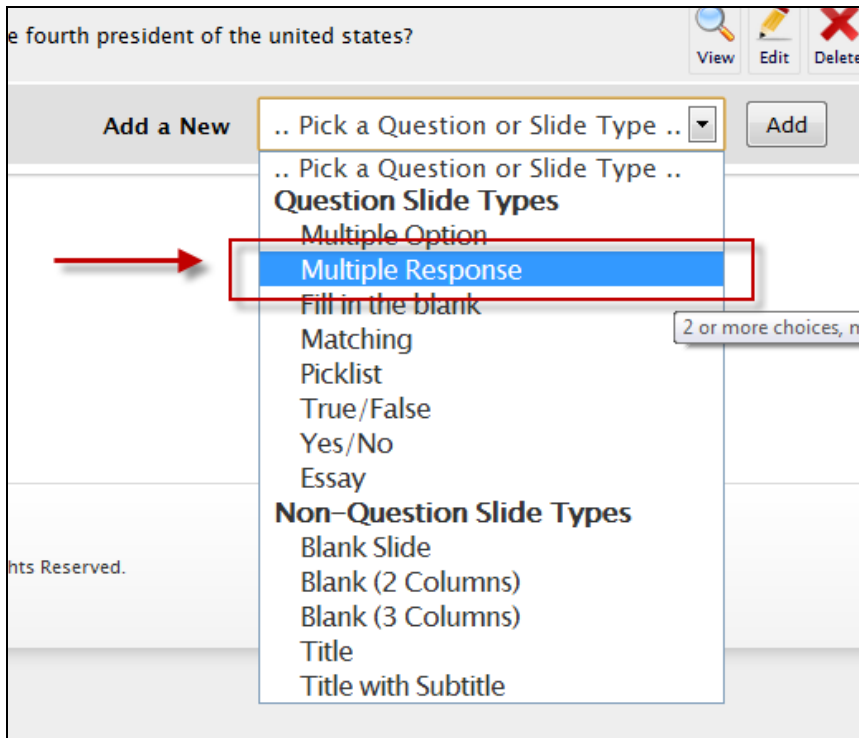 e fourth president of the united states?
View Edit Delete
Add a New .. Pick a Question or Slide Type .. Add
.. Pick a Question or Slide Type ..
Question Slide Types
Multiple Option
Multiple Response
Fill in the blank
2 or more choices, n
Matching
Picklist
True/False
Yes/No
Essay
Non-Question Slide Types
Blank Slide
hts Reserved.
Blank (2 Columns)
Blank (3 Columns)
Title
Title with Subtitle